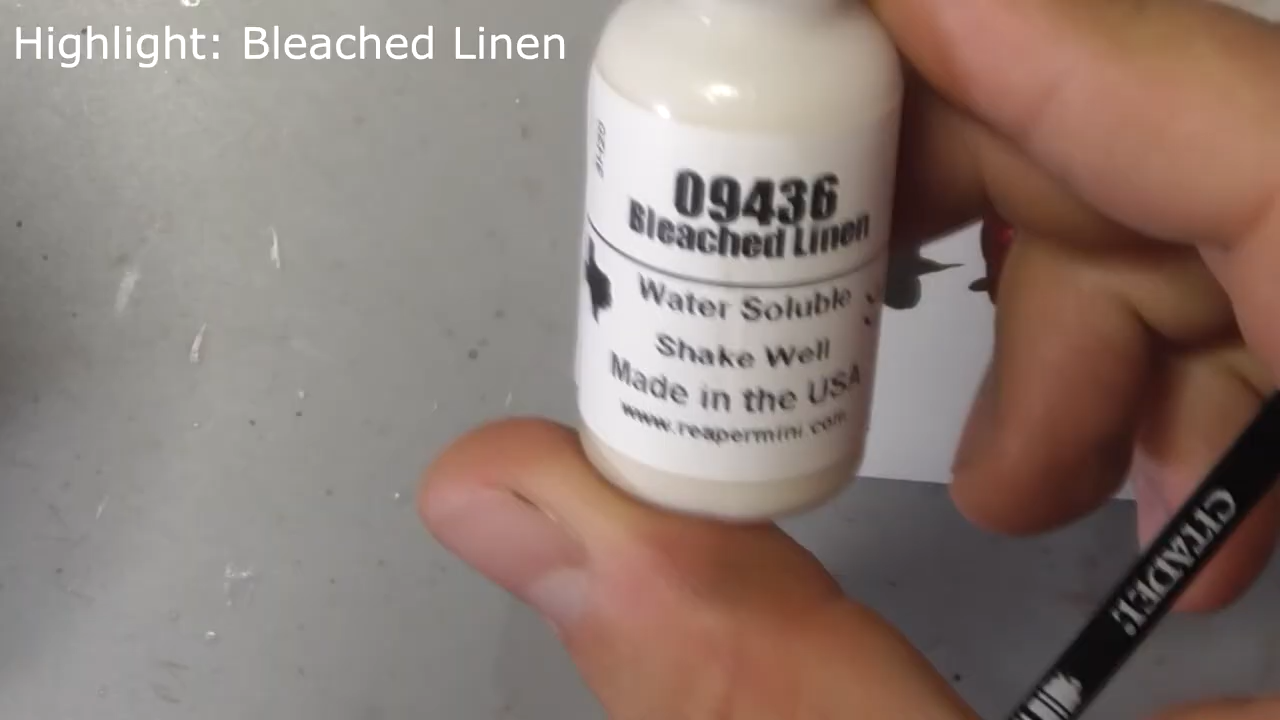 Highlight: Bleached Linen
09436
Bleached Linen
Water Soluble
Shake Well
Made in the USA
www.reapermini.com
CITADEL